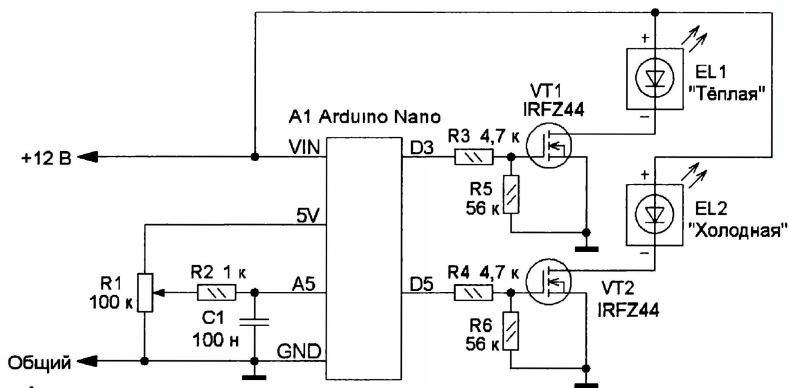 +
EL1
"Тёплая"
−
VT1
IRFZ44
A1 Arduino Nano
VIN
D3
R3 4,7 к
+12 В
R5
56 к
+
EL2
"Холодная"
−
5V
R1
100 к
R2 1 к
A5
D5
R4 4,7 к
VT2
IRFZ44
C1
100 н
R6
56 к
GND
Общий